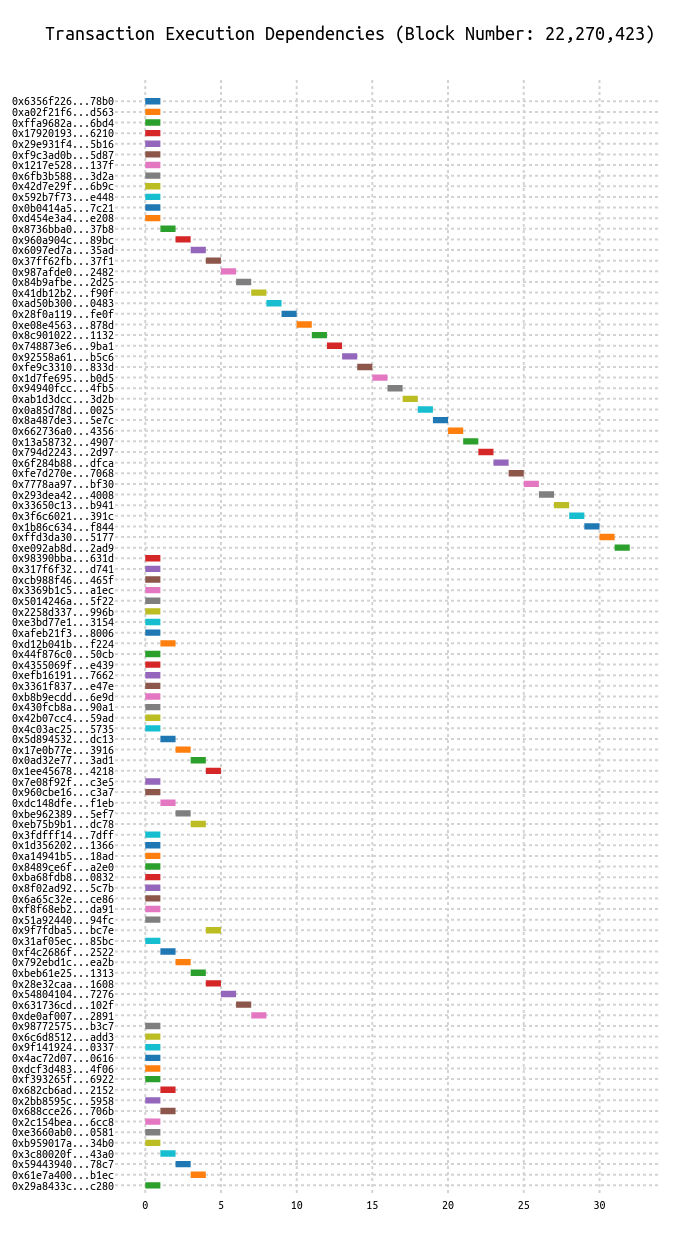 Transaction Execution Dependencies (Block Number: 22,270,423)
0x6356f226...78b0
0xa02f21f6...d563
0xffa9682a...6bd4
0x17920193...6210
0x29e931f4...5b16
0xf9c3ad0b...5d87
0x1217e528...137f
0x6fb3b588...3d2a
0x42d7e29f...6b9c
0x592b7f73...e448
0x0b0414a5...7c21
0xd454e3a4...e208
0x8736bba0...37b8
0x960a904c...89bc
0x6097ed7a...35ad
0x37ff62fb...37f1
0x987afde0...2482
0x84b9afbe...2d25
0x41db12b2...f90f
0xad50b300...0483
0x28f0a119...fe0f
0xe08e4563...878d
0x8c901022...1132
0x748873e6...9ba1
0x92558a61...b5c6
0xfe9c3310...833d
0x1d7fe695...b0d5
0x94940fcc...4fb5
0xab1d3dcc...3d2b
0x0a85d78d...0025
0x8a487de3...5e7c
0x662736a0...4356
0x13a58732...4907
0x794d2243...2d97
0x6f284b88...dfca
0xfe7d270e...7068
0x7778aa97...bf30
0x293dea42...4008
0x33650c13...b941
0x3f6c6021...391c
0x1b86c634...f844
0xffd3da30...5177
0xe092ab8d...2ad9
0x98390bba...631d
0x317f6f32...d741
0xcb988f46...465f
0x3369b1c5...a1ec
0x5014246a...5f22
0x2258d337...996b
0xe3bd77e1...3154
0xafeb21f3...8006
0xd12b041b...f224
0x44f876c0...50cb
0x4355069f...e439
0xefb16191...7662
0x3361f837...e47e
0xb8b9ecdd...6e9d
0x430fcb8a...90a1
0x42b07cc4...59ad
0x4c03ac25...5735
0x5d894532...dc13
0x17e0b77e...3916
0x0ad32e77...3ad1
0x1ee45678...4218
0x7e08f92f...c3e5
0x960cbe16...c3a7
0xdc148dfe...f1eb
0xbe962389...5ef7
0xeb75b9b1...dc78
0x3fdfff14...7dff
0x1d356202...1366
0xa14941b5...18ad
0x8489ce6f...a2e0
0xba68fdb8...0832
0x8f02ad92...5c7b
0x6a65c32e...ce86
0xf8f68eb2...da91
0x51a92440...94fc
0x9f7fdba5...bc7e
0x31af05ec...85bc
0xf4c2686f...2522
0x792ebd1c...ea2b
0xbeb61e25...1313
0x28e32caa...1608
0x54804104...7276
0x631736cd...102f
0xde0af007...2891
0x98772575...b3c7
0x6c6d8512...add3
0x9f141924...0337
0x4ac72d07...0616
0xdcf3d483...4f06
0xf393265f...6922
0x682cb6ad...2152
0x2bb8595c...5958
0x688cce26...706b
0x2c154bea...6cc8
0xe3660ab0...0581
0xb959017a...34b0
0x3c80020f...43a0
0x59443940...78c7
0x61e7a400...b1ec
0x29a8433c...c280
0 5 10 15 20 25 30